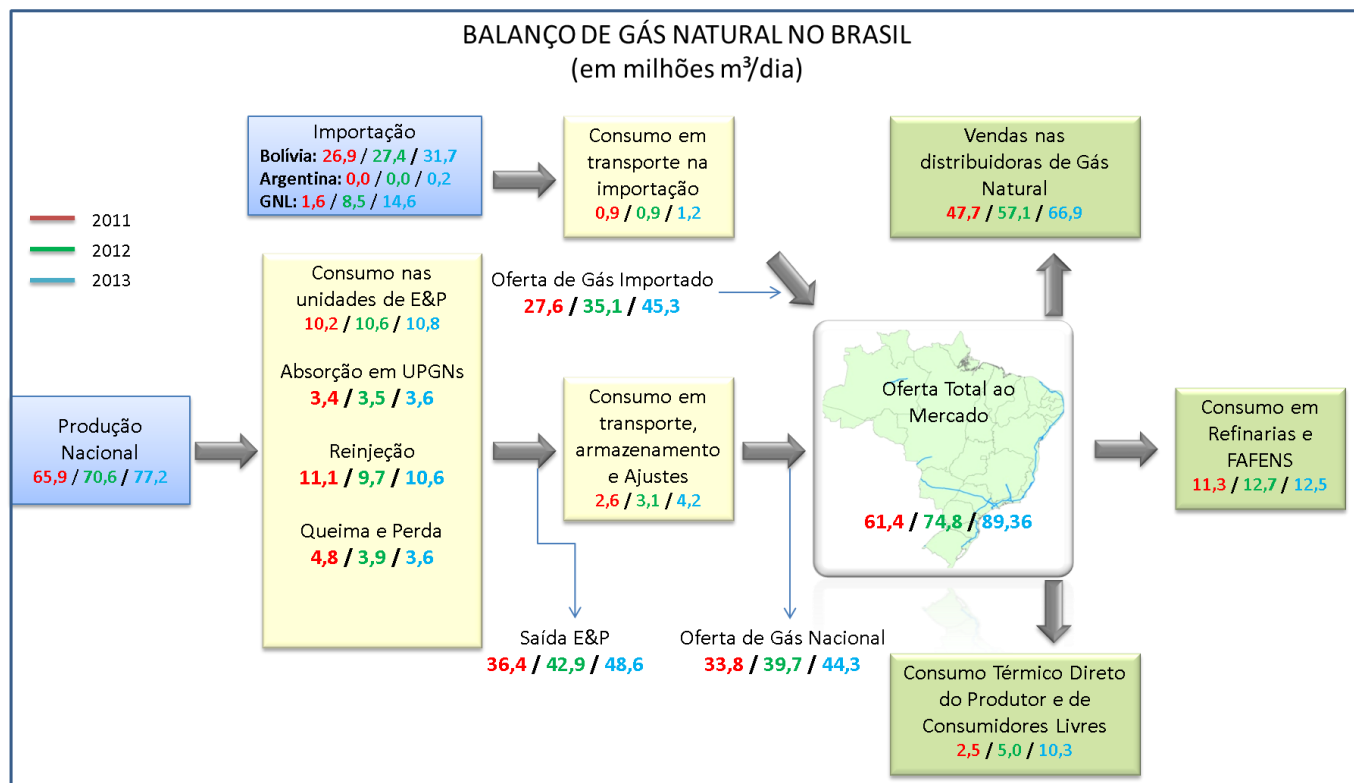 BALANÇO DE GÁS NATURAL NO BRASIL
(em milhões m³/dia)
Importação
Bolívia: 26,9 / 27,4 / 31,7
Argentina: 0,0 / 0,0 / 0,2
GNL: 1,6 / 8,5 / 14,6
Consumo em
transporte na
importação
0,9 / 0,9 / 1,2
Vendas nas
distribuidoras de Gás
Natural
47,7 / 57,1 / 66,9
2011
2012
2013
Consumo nas
unidades de E&P
10,2 / 10,6 / 10,8
Absorção em UPGNs
3,4 / 3,5 / 3,6
Reinjeção
11,1 / 9,7 / 10,6
Queima e Perda
4,8 / 3,9 / 3,6
Oferta de Gás Importado
27,6 / 35,1 / 45,3
Produção
Nacional
65,9 / 70,6 / 77,2
Consumo em
transporte,
armazenamento
e Ajustes
2,6 / 3,1 / 4,2
Oferta Total ao
Mercado
61,4 / 74,8 / 89,36
Consumo em
Refinarias e
FAFENS
11,3 / 12,7 / 12,5
Saída E&P
36,4 / 42,9 / 48,6
Oferta de Gás Nacional
33,8 / 39,7 / 44,3
Consumo Térmico Direto
do Produtor e de
Consumidores Livres
2,5 / 5,0 / 10,3